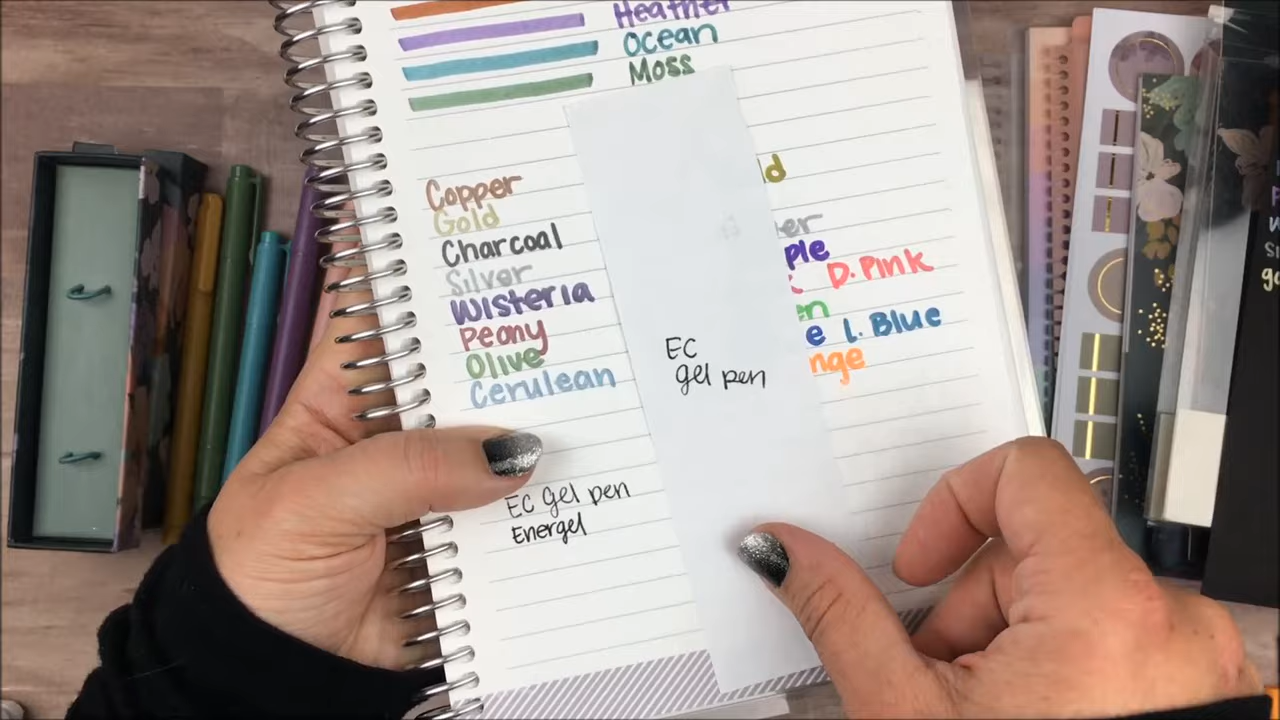 Heather
Ocean
Moss
Copper
Gold
Charcoal
Silver
Wisteria
Peony
Olive
Cerulean
D. Pink
L. Blue
EC
gel pen
EC Gel pen
Energel